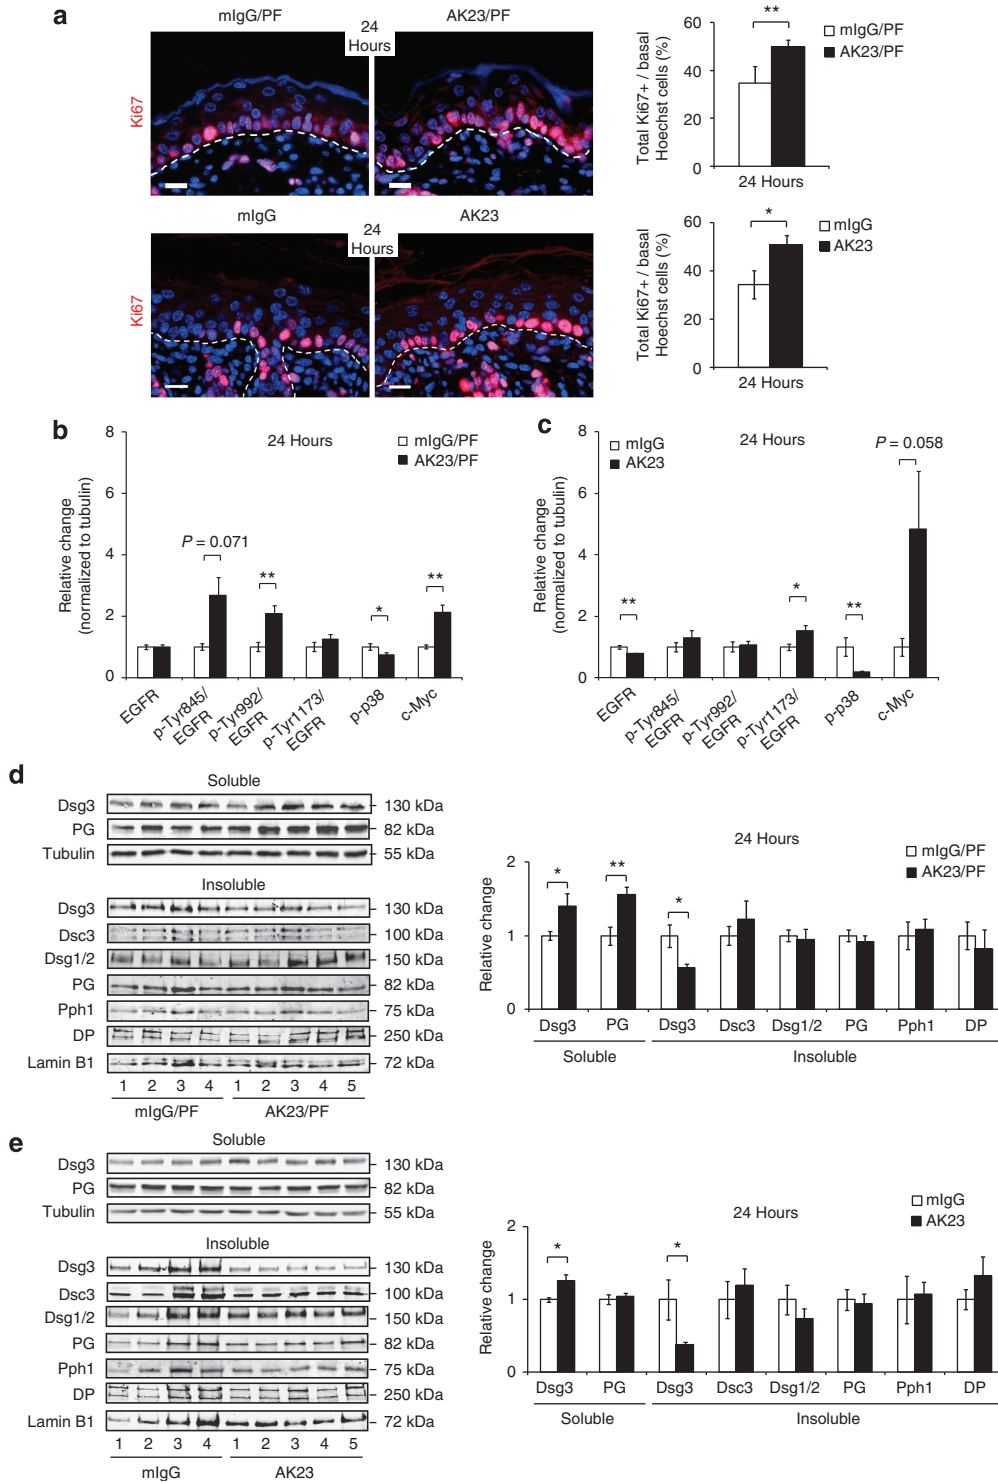 a
mIgG/PF
24 Hours
AK23/PF
Ki67
Total Ki67+ / basal
Hoechst cells (%)
60
40
20
0
**
mIgG/PF
AK23/PF
24 Hours
mIgG
24 Hours
AK23
Ki67
Total Ki67+ / basal
Hoechst cells (%)
60
40
20
0
*
mIgG
AK23
24 Hours
b
Relative change
(normalized to tubulin)
8
6
4
2
0
24 Hours
mIgG/PF
AK23/PF
P = 0.071
**
*
**
EGFR
p-Tyr845/
EGFR
p-Tyr992/
EGFR
p-Tyr1173/
EGFR
p-p38
c-Myc
c
Relative change
(normalized to tubulin)
8
6
4
2
0
mIgG
AK23
24 Hours
P = 0.058
**
*
**
EGFR
p-Tyr845/
EGFR
p-Tyr992/
EGFR
p-Tyr1173/
EGFR
p-p38
c-Myc
d
Soluble
Dsg3 130 kDa
PG 82 kDa
Tubulin 55 kDa
Insoluble
Dsg3 130 kDa
Dsc3 100 kDa
Dsg1/2 150 kDa
PG 82 kDa
Pph1 75 kDa
DP 250 kDa
Lamin B1 72 kDa
1 2 3 4 1 2 3 4 5
mIgG/PF AK23/PF
24 Hours
mIgG/PF
AK23/PF
Relative change
2
1
0
* ** *
Dsg3 PG Dsg3 Dsc3 Dsg1/2 PG Pph1 DP
Soluble Insoluble
e
Soluble
Dsg3 130 kDa
PG 82 kDa
Tubulin 55 kDa
Insoluble
Dsg3 130 kDa
Dsc3 100 kDa
Dsg1/2 150 kDa
PG 82 kDa
Pph1 75 kDa
DP 250 kDa
Lamin B1 72 kDa
1 2 3 4 1 2 3 4 5
mIgG AK23
24 Hours
mIgG
AK23
Relative change
2
1
0
* *
Dsg3 PG Dsg3 Dsc3 Dsg1/2 PG Pph1 DP
Soluble Insoluble